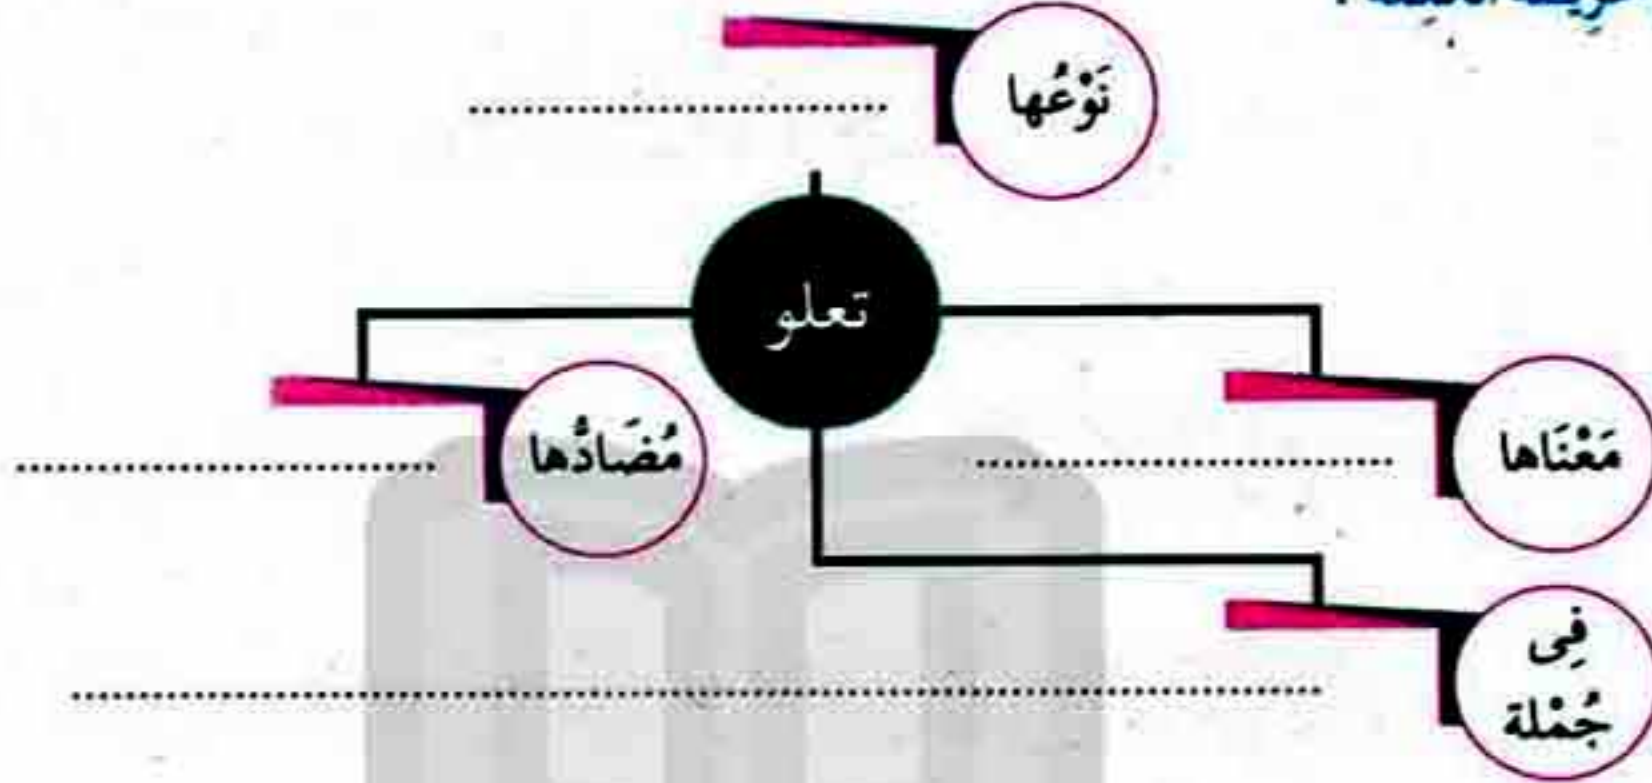 نَوْعُها
تعلو
مَعْنَاها
مُضَادُّها
فِى
جُمْلة